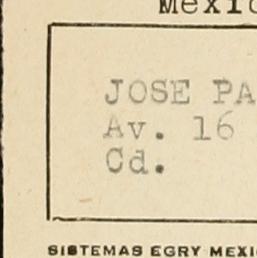 Mexic
JOSE PA
Av. 16
Cd.
SISTEMAS EGRY MEXI